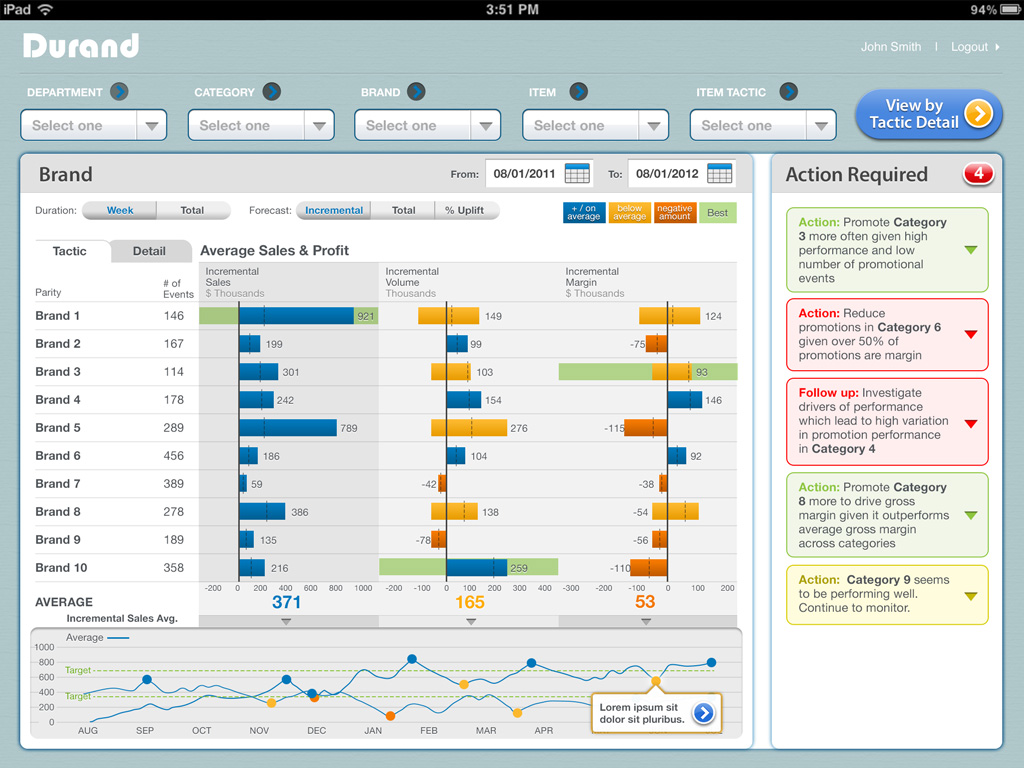 iPad
3:51 PM
94%
Durand
John Smith | Logout
DEPARTMENT
CATEGORY
BRAND
ITEM
ITEM TACTIC
Select one
Select one
Select one
Select one
Select one
View by
Tactic Detail
Brand
From: 08/01/2011
To: 08/01/2012
Duration: Week Total
Forecast: Incremental Total % Uplift
+ / on
average
below
average
negative
amount
Best
Tactic
Detail
Average Sales & Profit
Parity
# of
Events
Incremental
Sales
$ Thousands
Incremental
Volume
Thousands
Incremental
Margin
$ Thousands
Brand 1 146 921 149 124
Brand 2 167 199 99 -75
Brand 3 114 301 103 93
Brand 4 178 242 154 146
Brand 5 289 789 276 -115
Brand 6 456 186 104 92
Brand 7 389 59 -42 -38
Brand 8 278 386 138 -54
Brand 9 189 135 -78 -56
Brand 10 358 216 259 -110
-200 0 200 400 600 800 1000
-200 -100 0 100 200 300 400
-300 -200 -100 0 100 200
AVERAGE 371 165 53
Incremental Sales Avg.
Average
1000
800
Target
600
400
Target
200
0
AUG SEP OCT NOV DEC JAN FEB MAR APR
Lorem ipsum sit
dolor sit pluribus.
Action Required
4
Action: Promote Category
3 more often given high
performance and low
number of promotional
events
Action: Reduce
promotions in Category 6
given over 50% of
promotions are margin
Follow up: Investigate
drivers of performance
which lead to high variation
in promotion performance
in Category 4
Action: Promote Category
8 more to drive gross
margin given it outperforms
average gross margin
across categories
Action: Category 9 seems
to be performing well.
Continue to monitor.